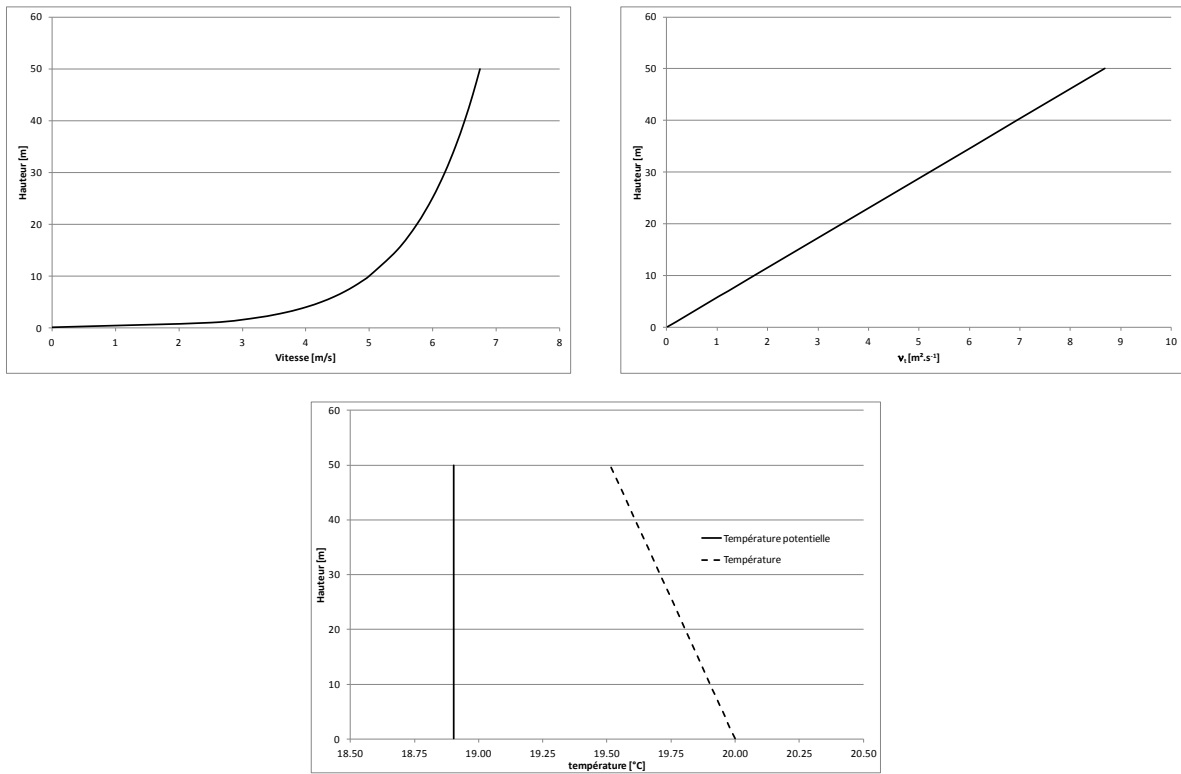 60
50
40
30
20
10
0
Hauteur [m]
0 1 2 3 4 5 6 7 8
Vitesse [m/s]
60
50
40
30
20
10
0
Hauteur [m]
0 1 2 3 4 5 6 7 8 9 10
νt [m².s⁻¹]
60
50
40
30
20
10
0
Hauteur [m]
Température potentielle
Température
18.50 18.75 19.00 19.25 19.50 19.75 20.00 20.25 20.50
température [°C]